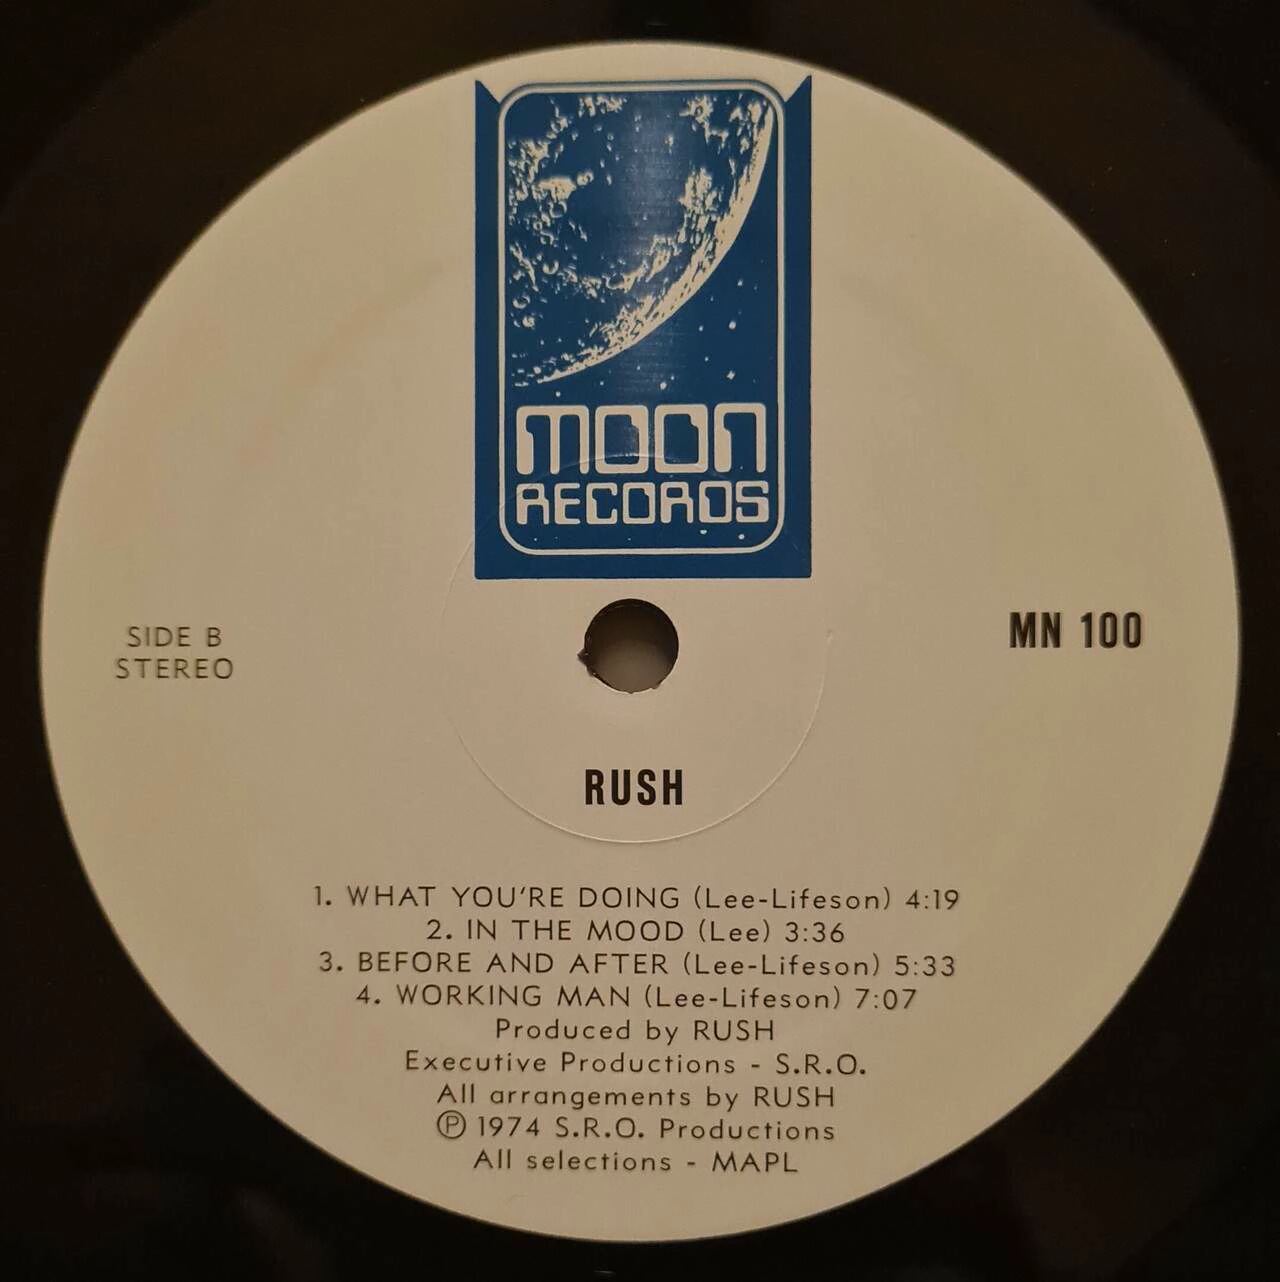 MOON
RECORDS
SIDE B
STEREO
MN 100
RUSH
1. WHAT YOU'RE DOING (Lee-Lifeson) 4:19
2. IN THE MOOD (Lee) 3:36
3. BEFORE AND AFTER (Lee-Lifeson) 5:33
4. WORKING MAN (Lee-Lifeson) 7:07
Produced by RUSH
Executive Productions - S.R.O.
All arrangements by RUSH
℗ 1974 S.R.O. Productions
All selections - MAPL